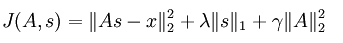 J(A, s) = ‖As − x‖₂² + λ‖s‖₁ + γ‖A‖₂²